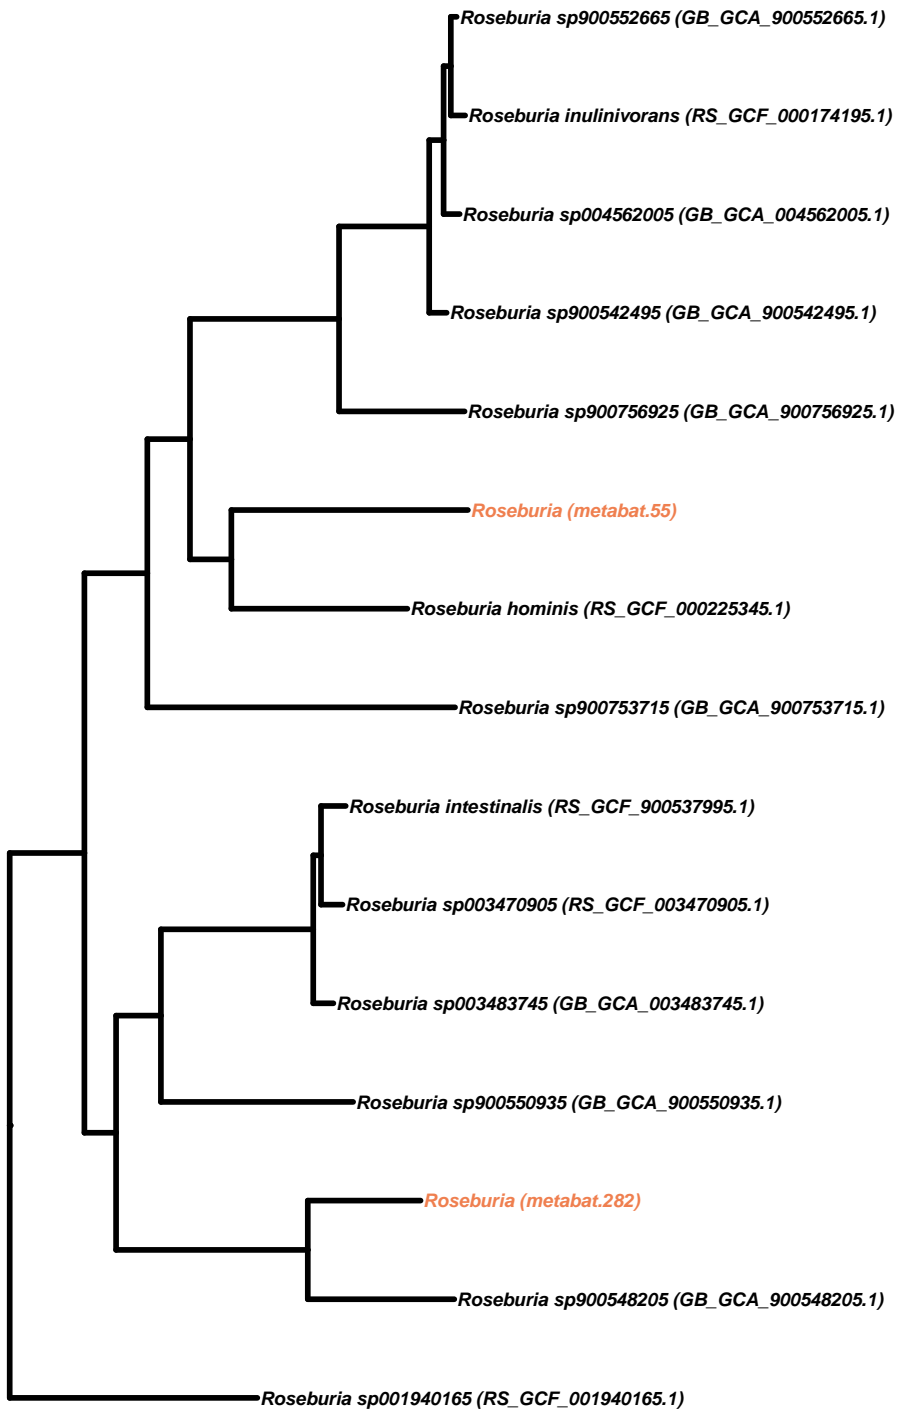 Roseburia sp900552665 (GB_GCA_900552665.1)
Roseburia inulinivorans (RS_GCF_000174195.1)
Roseburia sp004562005 (GB_GCA_004562005.1)
Roseburia sp900542495 (GB_GCA_900542495.1)
Roseburia sp900756925 (GB_GCA_900756925.1)
Roseburia (metabat.55)
Roseburia hominis (RS_GCF_000225345.1)
Roseburia sp900753715 (GB_GCA_900753715.1)
Roseburia intestinalis (RS_GCF_900537995.1)
Roseburia sp003470905 (RS_GCF_003470905.1)
Roseburia sp003483745 (GB_GCA_003483745.1)
Roseburia sp900550935 (GB_GCA_900550935.1)
Roseburia (metabat.282)
Roseburia sp900548205 (GB_GCA_900548205.1)
Roseburia sp001940165 (RS_GCF_001940165.1)